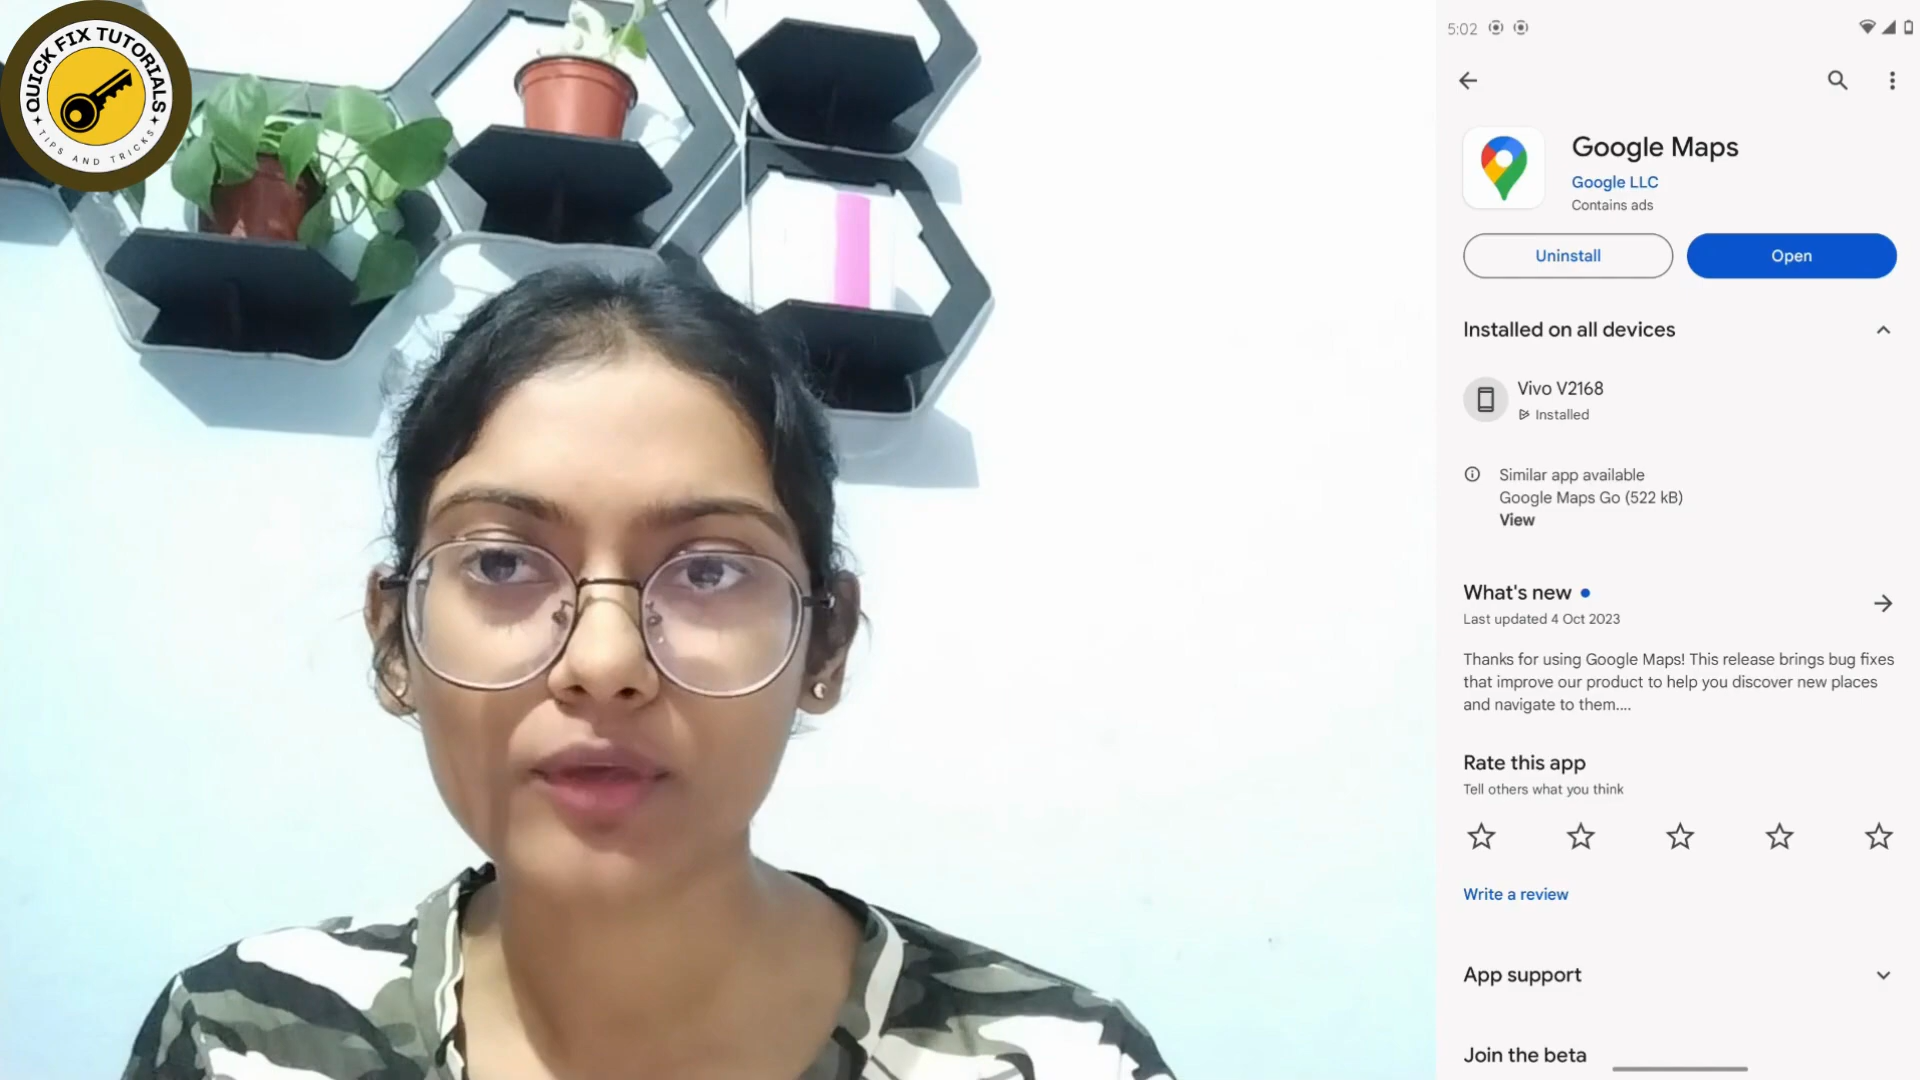 QUICK FIX TUTORIALS
TIPS AND TRICKS
5:02
Google Maps
Google LLC
Contains ads
Uninstall
Open
Installed on all devices
Vivo V2168
Installed
Similar app available
Google Maps Go (522 kB)
View
What's new
Last updated 4 Oct 2023
Thanks for using Google Maps! This release brings bug fixes
that improve our product to help you discover new places
and navigate to them....
Rate this app
Tell others what you think
Write a review
App support
Join the beta